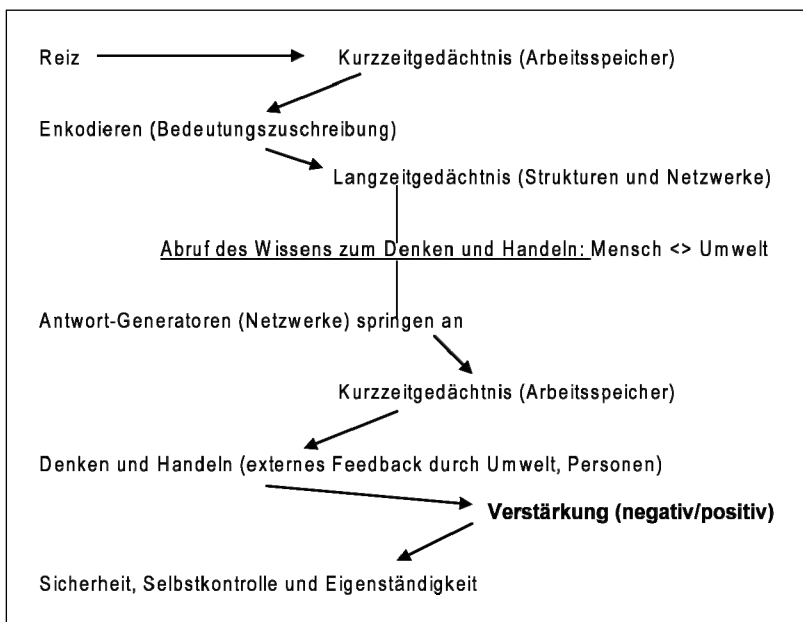 Reiz Kurzzeitgedächtnis (Arbeitsspeicher)
Enkodieren (Bedeutungszuschreibung)
Langzeitgedächtnis (Strukturen und Netzwerke)
Abruf des Wissens zum Denken und Handeln: Mensch <> Umwelt
Antwort-Generatoren (Netzwerke) springen an
Kurzzeitgedächtnis (Arbeitsspeicher)
Denken und Handeln (externes Feedback durch Umwelt, Personen)
Verstärkung (negativ/positiv)
Sicherheit, Selbstkontrolle und Eigenständigkeit